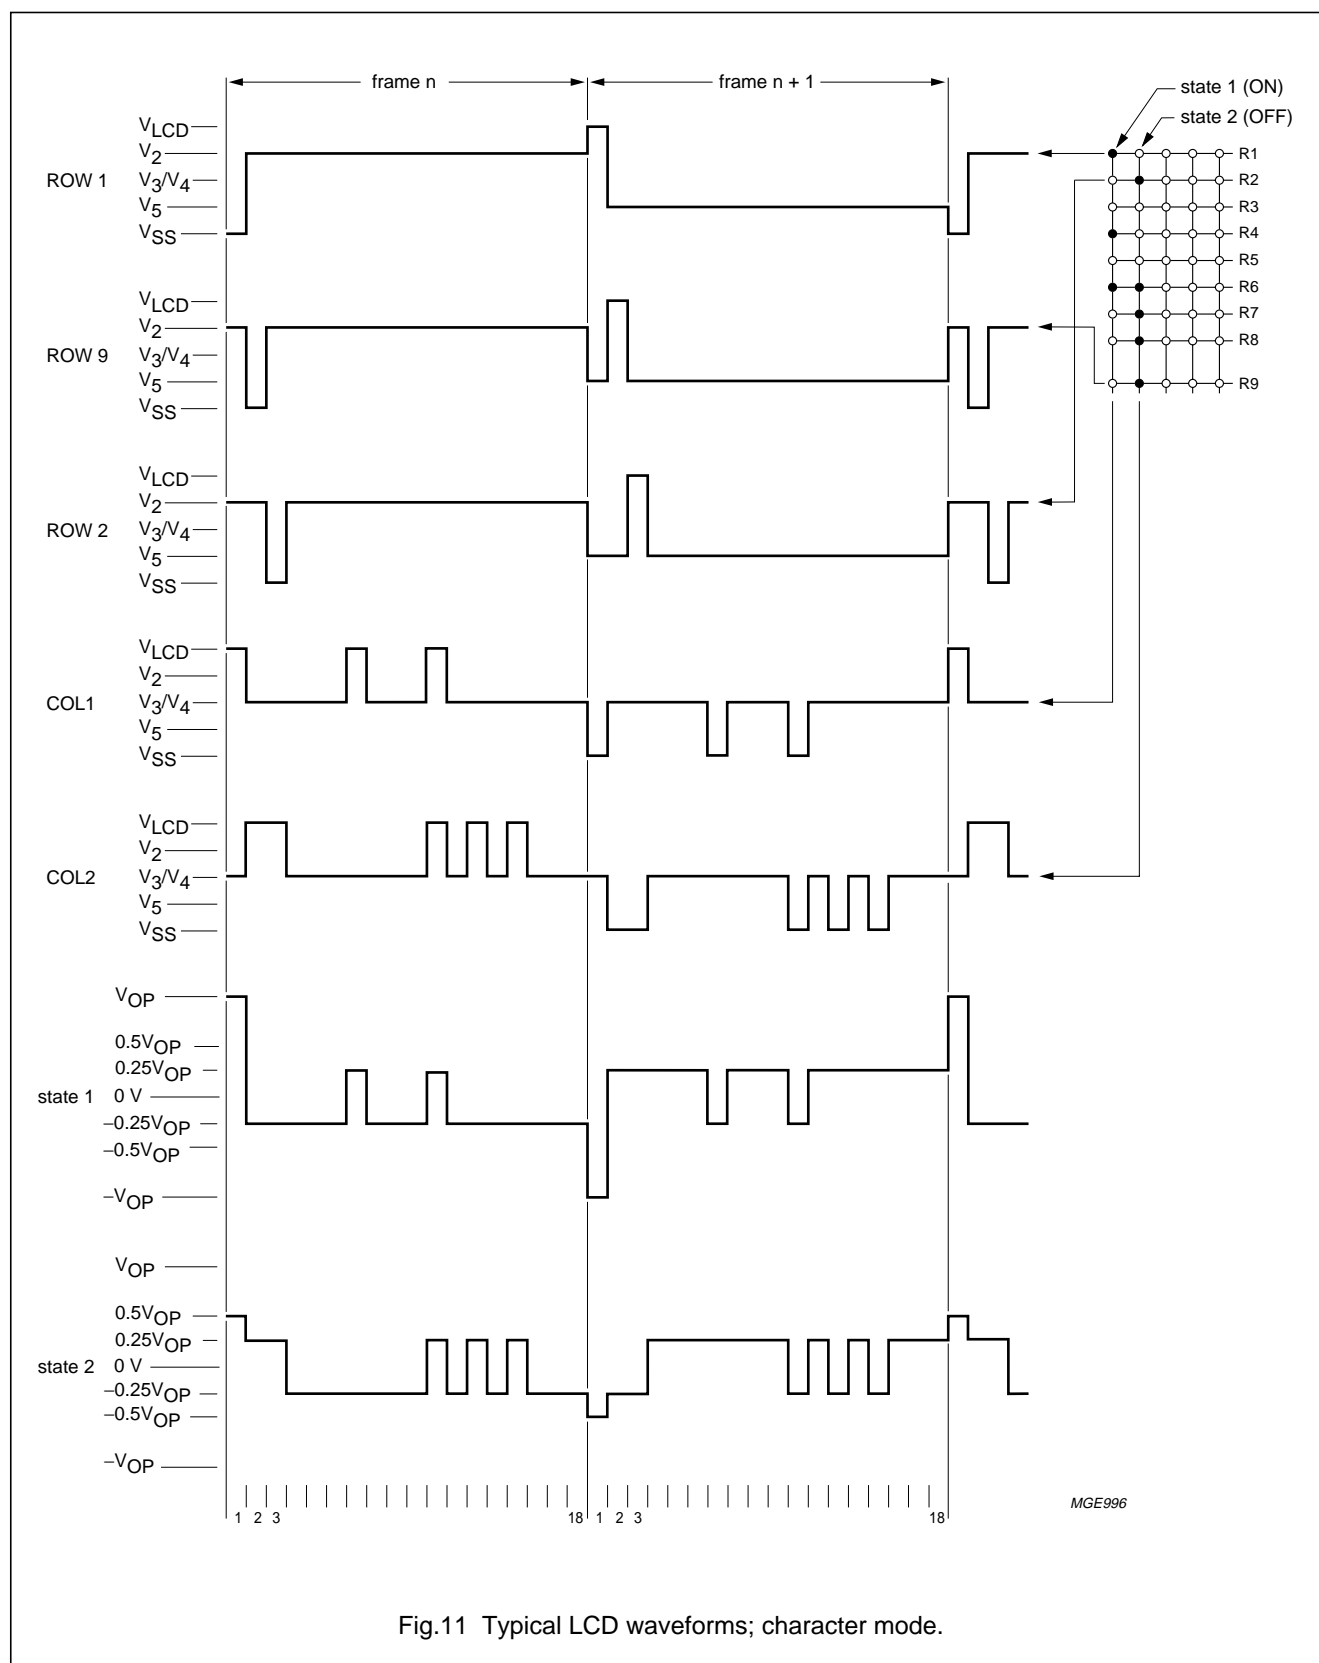 frame n frame n + 1
state 1 (ON)
state 2 (OFF)
ROW 1
VLCD
V2
V3/V4
V5
VSS
R1
R2
R3
R4
R5
R6
R7
R8
R9
ROW 9
VLCD
V2
V3/V4
V5
VSS
ROW 2
VLCD
V2
V3/V4
V5
VSS
COL1
VLCD
V2
V3/V4
V5
VSS
COL2
VLCD
V2
V3/V4
V5
VSS
state 1
VOP
0.5VOP
0.25VOP
0 V
−0.25VOP
−0.5VOP
−VOP
state 2
VOP
0.5VOP
0.25VOP
0 V
−0.25VOP
−0.5VOP
−VOP
1 2 3 18 1 2 3 18
MGE996
Fig.11 Typical LCD waveforms; character mode.